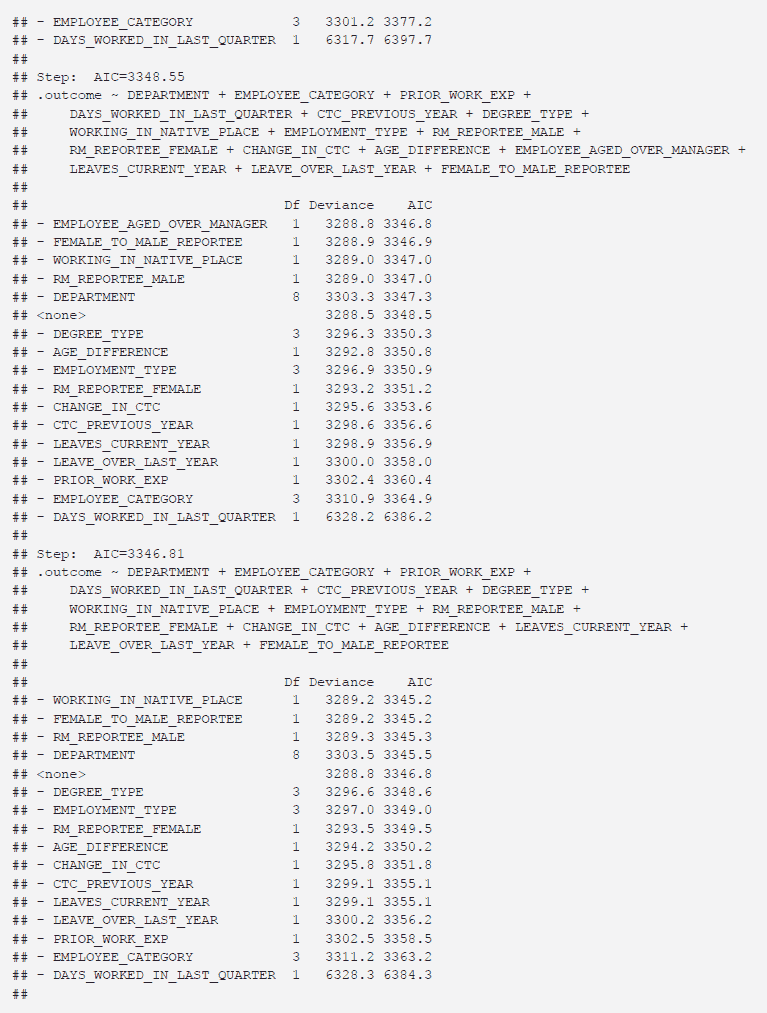 ## - EMPLOYEE_CATEGORY            3   3301.2 3377.2
## - DAYS_WORKED_IN_LAST_QUARTER  1   6317.7 6397.7
##
## Step:  AIC=3348.55
## .outcome ~ DEPARTMENT + EMPLOYEE_CATEGORY + PRIOR_WORK_EXP +
##     DAYS_WORKED_IN_LAST_QUARTER + CTC_PREVIOUS_YEAR + DEGREE_TYPE +
##     WORKING_IN_NATIVE_PLACE + EMPLOYMENT_TYPE + RM_REPORTEE_MALE +
##     RM_REPORTEE_FEMALE + CHANGE_IN_CTC + AGE_DIFFERENCE + EMPLOYEE_AGED_OVER_MANAGER +
##     LEAVES_CURRENT_YEAR + LEAVE_OVER_LAST_YEAR + FEMALE_TO_MALE_REPORTEE
##
##                               Df Deviance    AIC
## - EMPLOYEE_AGED_OVER_MANAGER   1   3288.8 3346.8
## - FEMALE_TO_MALE_REPORTEE      1   3288.9 3346.9
## - WORKING_IN_NATIVE_PLACE      1   3289.0 3347.0
## - RM_REPORTEE_MALE             1   3289.0 3347.0
## - DEPARTMENT                   8   3303.3 3347.3
## <none>                             3288.5 3348.5
## - DEGREE_TYPE                  3   3296.3 3350.3
## - AGE_DIFFERENCE               1   3292.8 3350.8
## - EMPLOYMENT_TYPE              3   3296.9 3350.9
## - RM_REPORTEE_FEMALE           1   3293.2 3351.2
## - CHANGE_IN_CTC                1   3295.6 3353.6
## - CTC_PREVIOUS_YEAR            1   3298.6 3356.6
## - LEAVES_CURRENT_YEAR          1   3298.9 3356.9
## - LEAVE_OVER_LAST_YEAR         1   3300.0 3358.0
## - PRIOR_WORK_EXP               1   3302.4 3360.4
## - EMPLOYEE_CATEGORY            3   3310.9 3364.9
## - DAYS_WORKED_IN_LAST_QUARTER  1   6328.2 6386.2
##
## Step:  AIC=3346.81
## .outcome ~ DEPARTMENT + EMPLOYEE_CATEGORY + PRIOR_WORK_EXP +
##     DAYS_WORKED_IN_LAST_QUARTER + CTC_PREVIOUS_YEAR + DEGREE_TYPE +
##     WORKING_IN_NATIVE_PLACE + EMPLOYMENT_TYPE + RM_REPORTEE_MALE +
##     RM_REPORTEE_FEMALE + CHANGE_IN_CTC + AGE_DIFFERENCE + LEAVES_CURRENT_YEAR +
##     LEAVE_OVER_LAST_YEAR + FEMALE_TO_MALE_REPORTEE
##
##                               Df Deviance    AIC
## - WORKING_IN_NATIVE_PLACE      1   3289.2 3345.2
## - FEMALE_TO_MALE_REPORTEE      1   3289.2 3345.2
## - RM_REPORTEE_MALE             1   3289.3 3345.3
## - DEPARTMENT                   8   3303.5 3345.5
## <none>                             3288.8 3346.8
## - DEGREE_TYPE                  3   3296.6 3348.6
## - EMPLOYMENT_TYPE              3   3297.0 3349.0
## - RM_REPORTEE_FEMALE           1   3293.5 3349.5
## - AGE_DIFFERENCE               1   3294.2 3350.2
## - CHANGE_IN_CTC                1   3295.8 3351.8
## - CTC_PREVIOUS_YEAR            1   3299.1 3355.1
## - LEAVES_CURRENT_YEAR          1   3299.1 3355.1
## - LEAVE_OVER_LAST_YEAR         1   3300.2 3356.2
## - PRIOR_WORK_EXP               1   3302.5 3358.5
## - EMPLOYEE_CATEGORY            3   3311.2 3363.2
## - DAYS_WORKED_IN_LAST_QUARTER  1   6328.3 6384.3
##